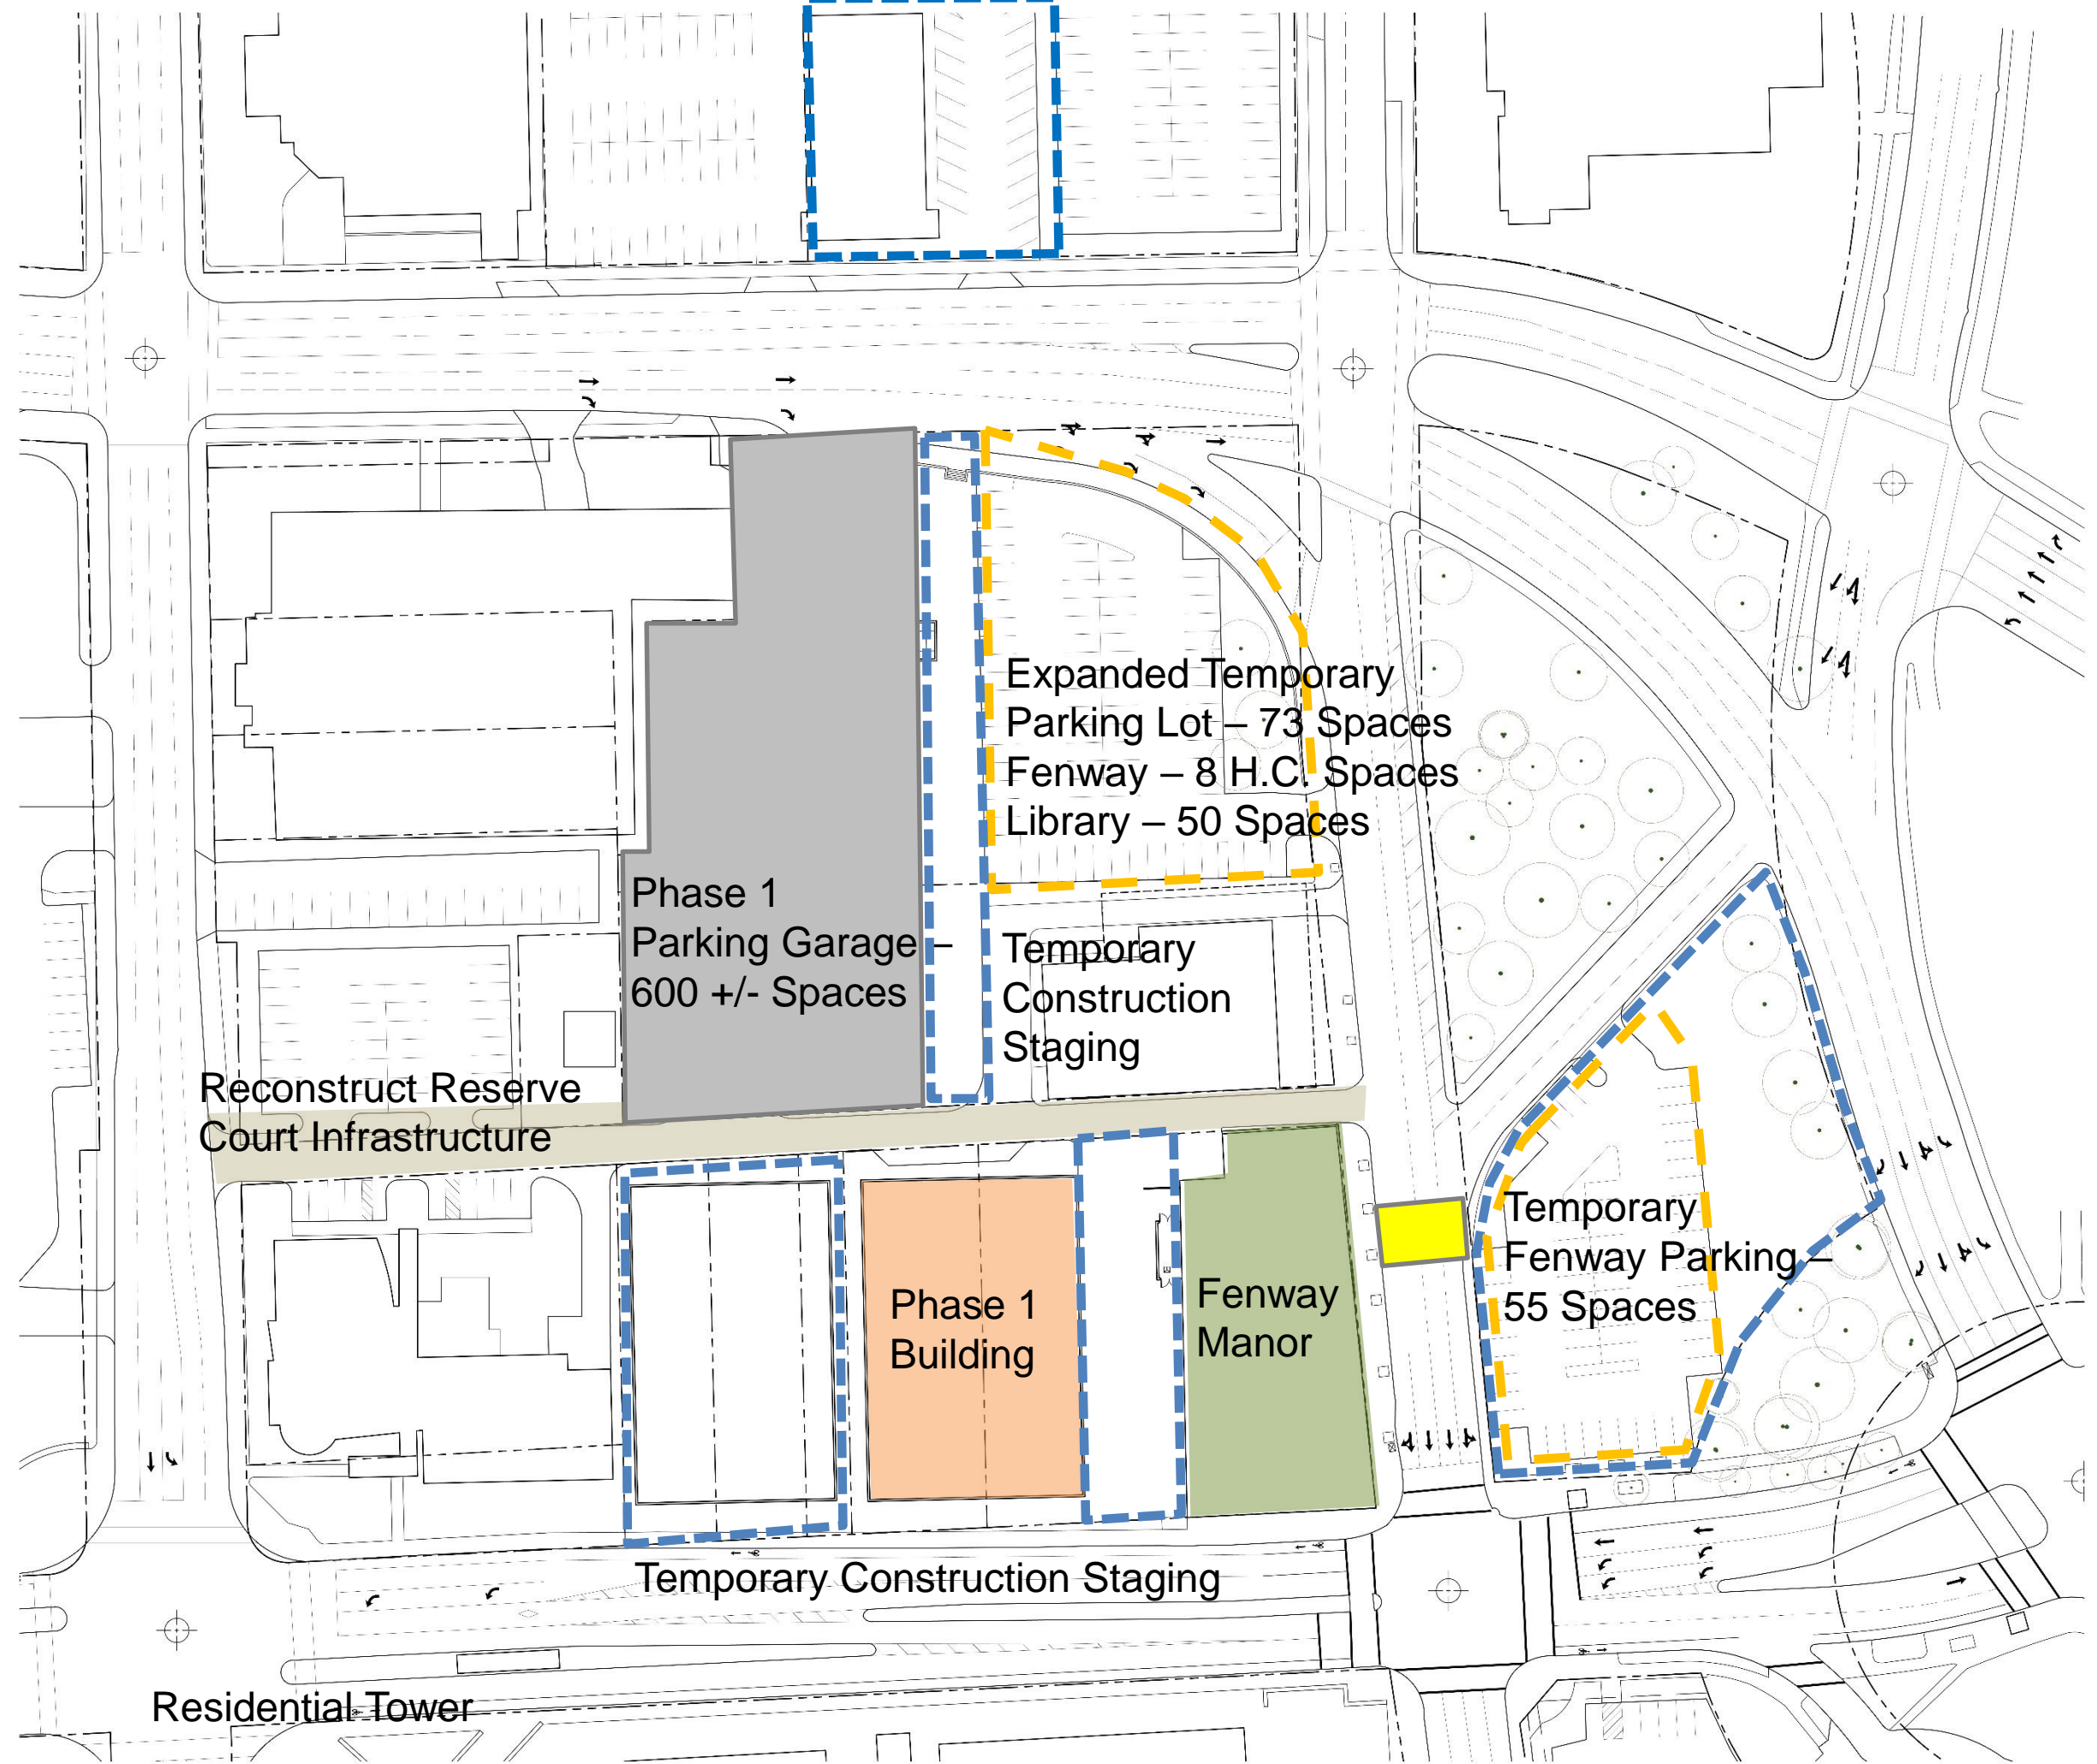 Expanded Temporary
Parking Lot – 73 Spaces
Fenway – 8 H.C. Spaces
Library – 50 Spaces
Phase 1
Parking Garage –
600 +/- Spaces
Temporary
Construction
Staging
Reconstruct Reserve
Court Infrastructure
Temporary
Fenway Parking –
55 Spaces
Phase 1
Building
Fenway
Manor
Temporary Construction Staging
Residential Tower